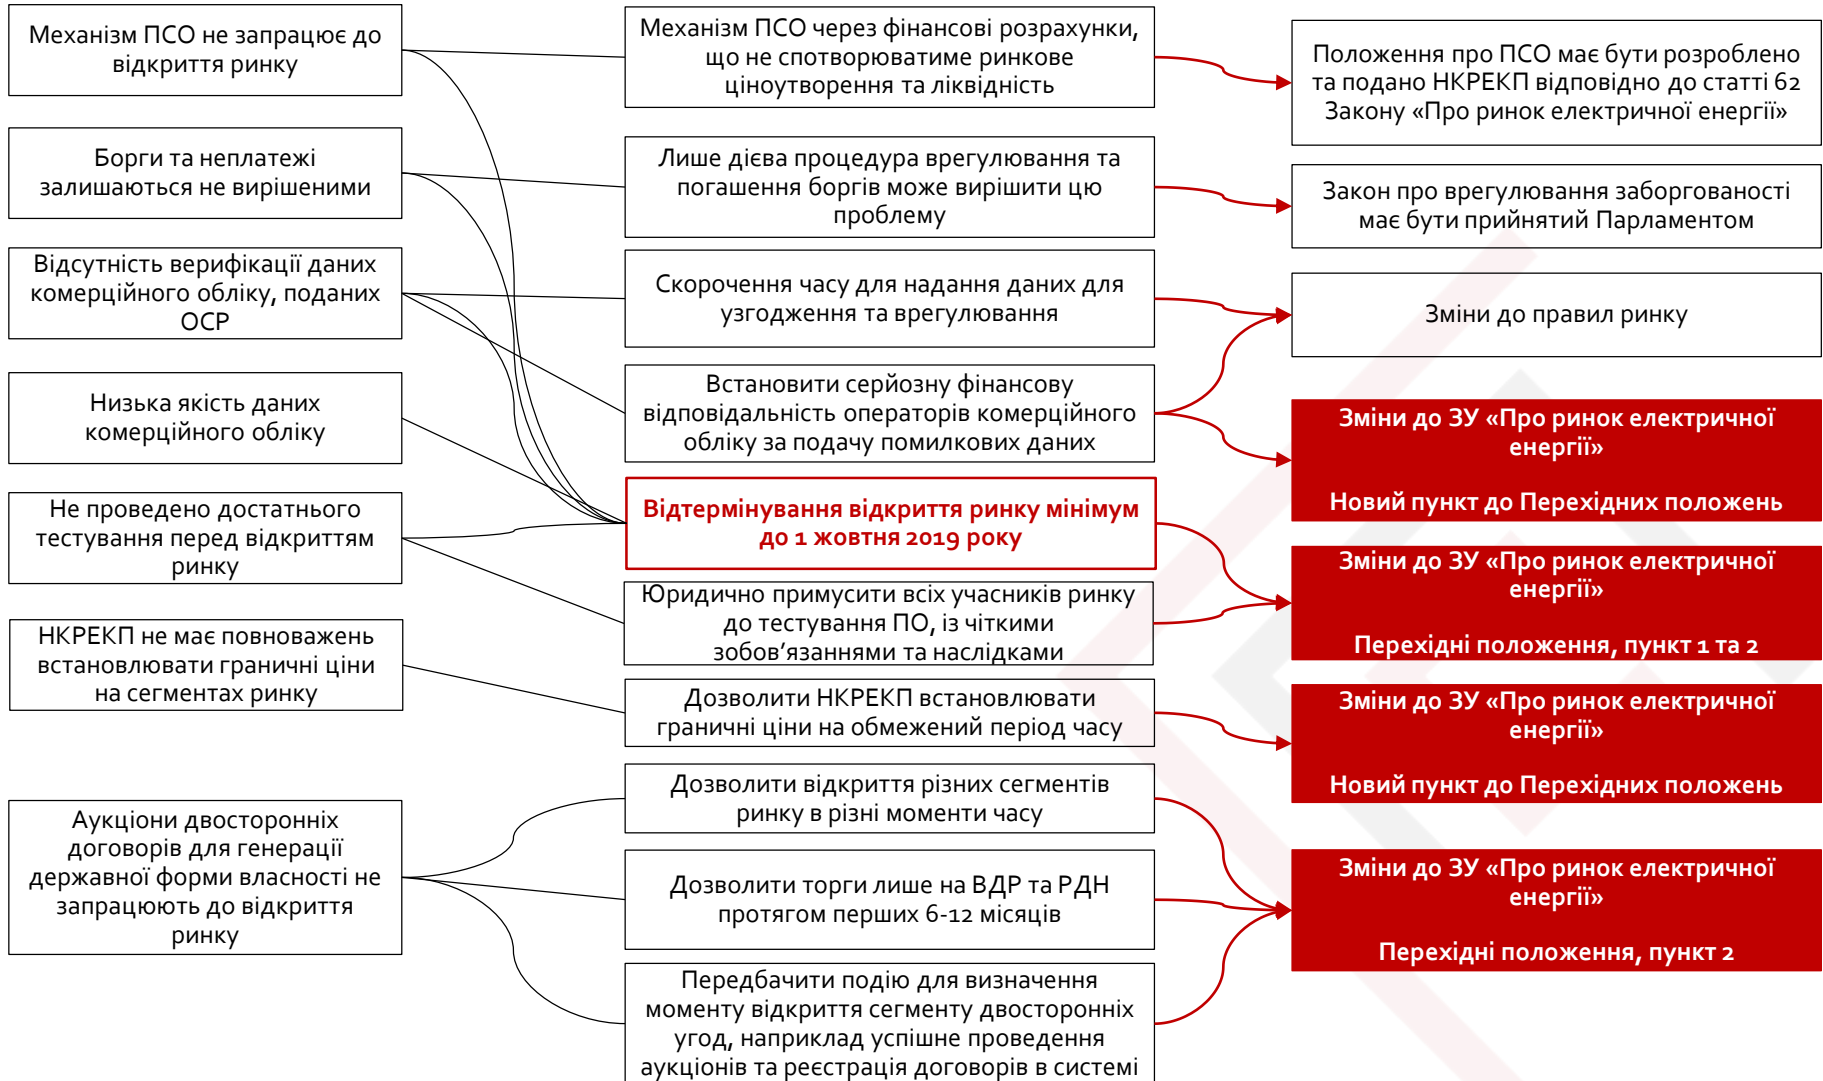 Механізм ПСО не запрацює до
відкриття ринку
Борги та неплатежі
залишаються не вирішеними
Відсутність верифікації даних
комерційного обліку, поданих
ОСР
Низька якість даних
комерційного обліку
Не проведено достатнього
тестування перед відкриттям
ринку
НКРЕКП не має повноважень
встановлювати граничні ціни
на сегментах ринку
Аукціони двосторонніх
договорів для генерації
державної форми власності не
запрацюють до відкриття
ринку
Механізм ПСО через фінансові розрахунки,
що не спотворюватиме ринкове
ціноутворення та ліквідність
Лише дієва процедура врегулювання та
погашення боргів може вирішити цю
проблему
Скорочення часу для надання даних для
узгодження та врегулювання
Встановити серйозну фінансову
відповідальність операторів комерційного
обліку за подачу помилкових даних
Відтермінування відкриття ринку мінімум
до 1 жовтня 2019 року
Юридично примусити всіх учасників ринку
до тестування ПО, із чіткими
зобов’язаннями та наслідками
Дозволити НКРЕКП встановлювати
граничні ціни на обмежений період часу
Дозволити відкриття різних сегментів
ринку в різні моменти часу
Дозволити торги лише на ВДР та РДН
протягом перших 6-12 місяців
Передбачити подію для визначення
моменту відкриття сегменту двосторонніх
угод, наприклад успішне проведення
аукціонів та реєстрація договорів в системі
Положення про ПСО має бути розроблено
та подано НКРЕКП відповідно до статті 62
Закону «Про ринок електричної енергії»
Закон про врегулювання заборгованості
має бути прийнятий Парламентом
Зміни до правил ринку
Зміни до ЗУ «Про ринок електричної
енергії»
Новий пункт до Перехідних положень
Зміни до ЗУ «Про ринок електричної
енергії»
Перехідні положення, пункт 1 та 2
Зміни до ЗУ «Про ринок електричної
енергії»
Новий пункт до Перехідних положень
Зміни до ЗУ «Про ринок електричної
енергії»
Перехідні положення, пункт 2